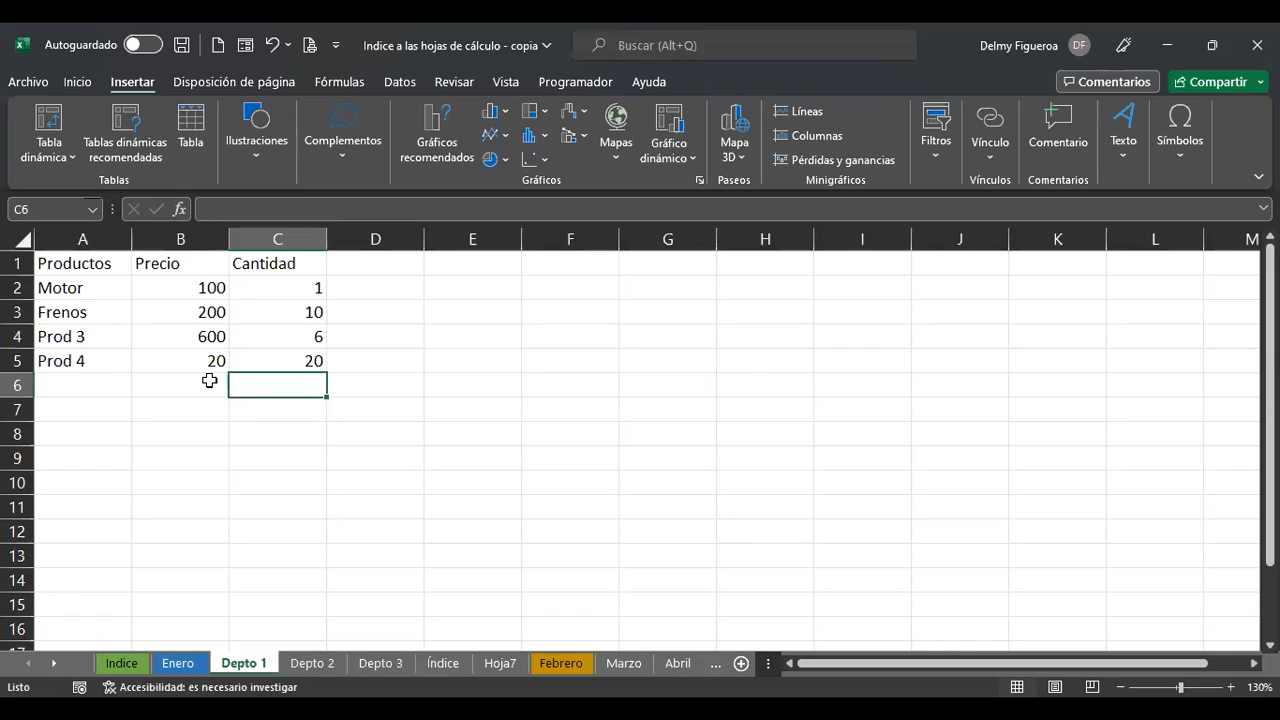 Autoguardado
Indice a las hojas de cálculo - copia
Buscar (Alt+Q)
Delmy Figueroa
DF
Archivo Inicio Insertar Disposición de página Fórmulas Datos Revisar Vista Programador Ayuda
Comentarios
Compartir
Tabla dinámica
Tablas dinámicas recomendadas
Tabla
Ilustraciones
Complementos
Gráficos recomendados
Mapas
Gráfico dinámico
Mapa 3D
Líneas
Columnas
Pérdidas y ganancias
Filtros
Vínculo
Comentario
Texto
Símbolos
Tablas Gráficos Paseos Minigráficos Vínculos Comentarios
C6
fx
A B C D E F G H I J K L M
1 Productos Precio Cantidad
2 Motor 100 1
3 Frenos 200 10
4 Prod 3 600 6
5 Prod 4 20 20
6
7
8
9
10
11
12
13
14
15
16
17
Indice Enero Depto 1 Depto 2 Depto 3 Índice Hoja7 Febrero Marzo Abril ...
Listo
Accesibilidad: es necesario investigar
130%